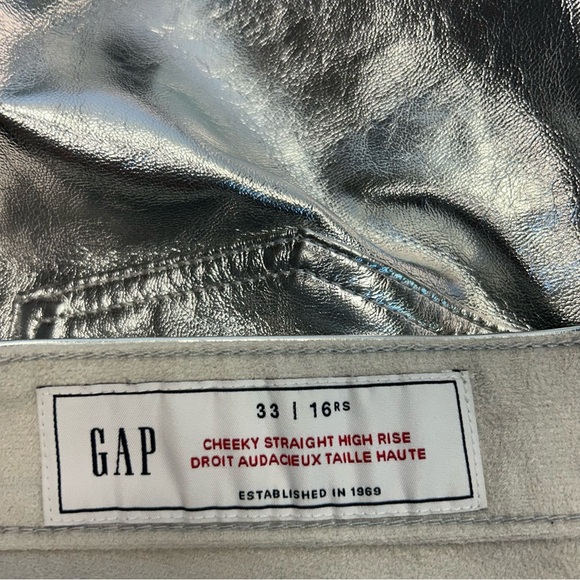 GAP
33 | 16RS
CHEEKY STRAIGHT HIGH RISE
DROIT AUDACIEUX TAILLE HAUTE
ESTABLISHED IN 1969